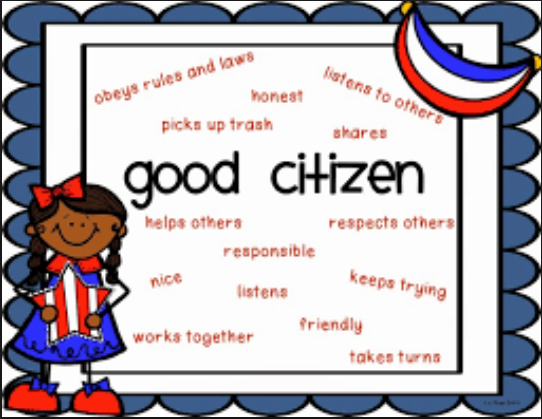 obeys rules and laws
listens to others
honest
picks up trash
shares
good citizen
helps others
respects others
responsible
nice
keeps trying
listens
works together
friendly
takes turns